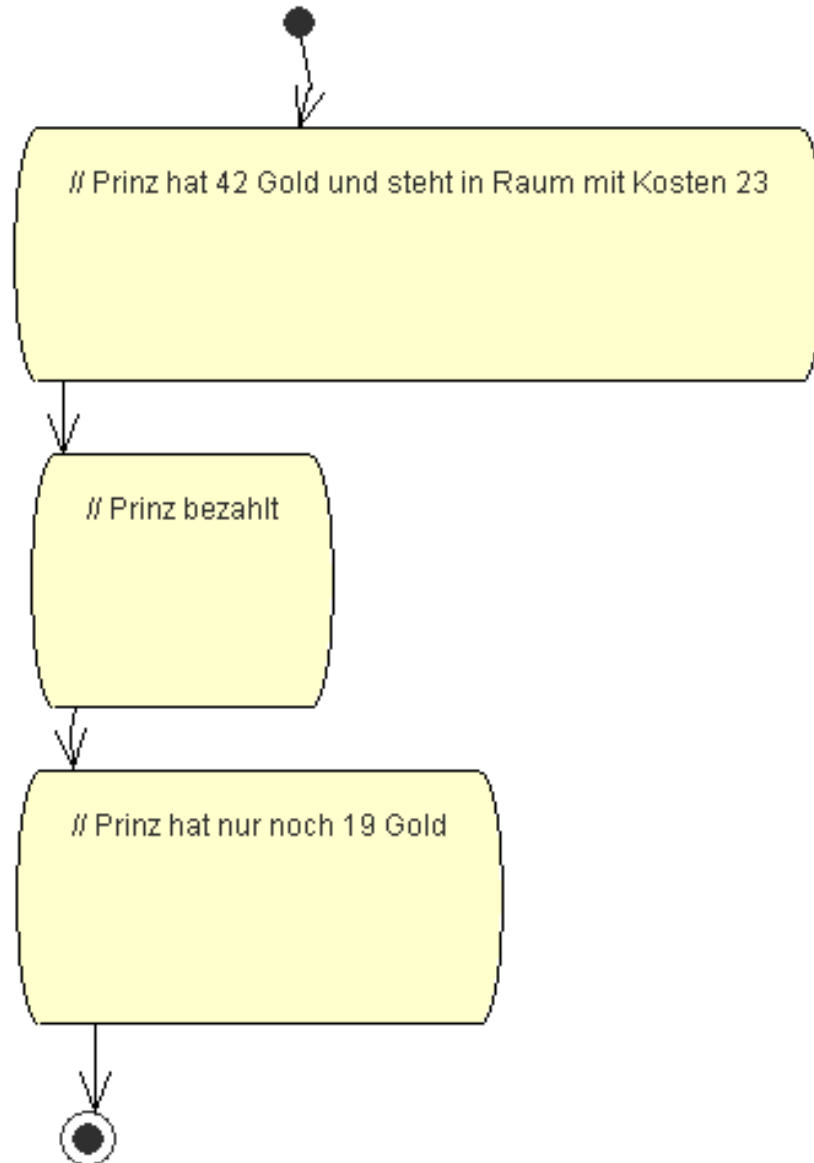 // Prinz hat 42 Gold und steht in Raum mit Kosten 23
// Prinz bezahlt
// Prinz hat nur noch 19 Gold